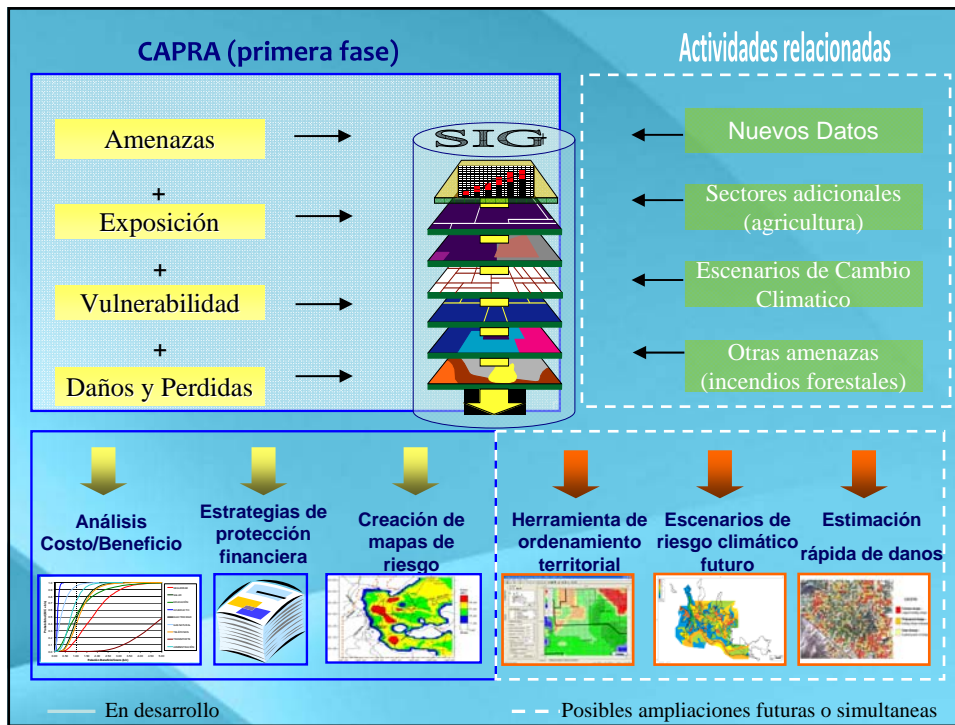 CAPRA (primera fase)
Actividades relacionadas
Amenazas
+
Exposición
+
Vulnerabilidad
+
Daños y Perdidas
SIG
Nuevos Datos
Sectores adicionales
(agricultura)
Escenarios de Cambio
Climatico
Otras amenazas
(incendios forestales)
Análisis
Costo/Beneficio
Estrategias de
protección
financiera
Creación de
mapas de
riesgo
Herramienta de
ordenamiento
territorial
Escenarios de
riesgo climático
futuro
Estimación
rápida de danos
En desarrollo
Posibles ampliaciones futuras o simultaneas